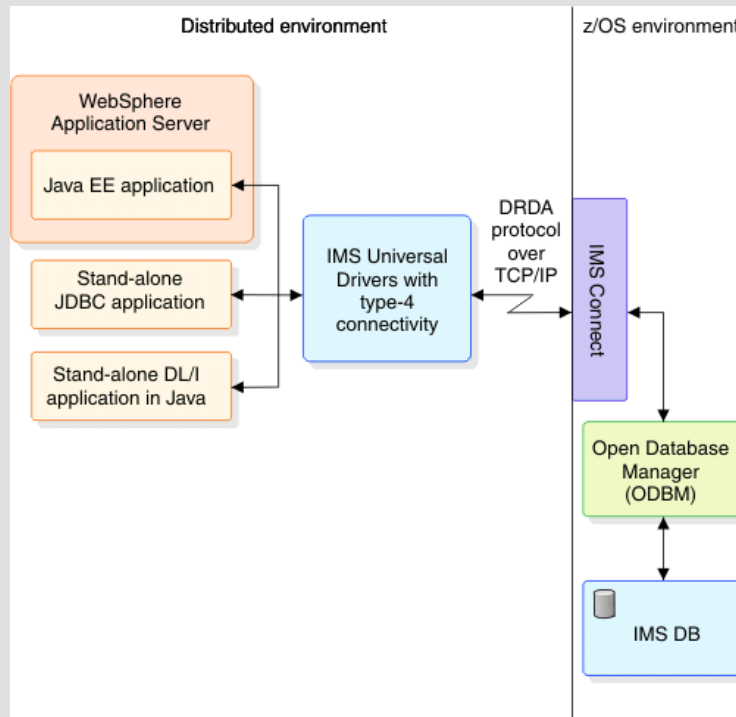 Distributed environment
z/OS environment
WebSphere
Application Server
Java EE application
Stand-alone
JDBC application
Stand-alone DL/I
application in Java
IMS Universal
Drivers with
type-4
connectivity
DRDA
protocol
over
TCP/IP
IMS Connect
Open Database
Manager
(ODBM)
IMS DB